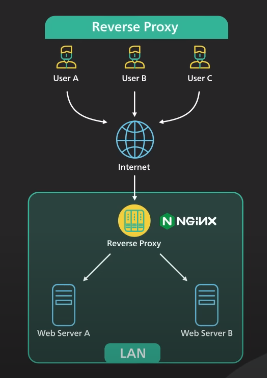 Reverse Proxy
User A
User B
User C
Internet
NGINX
Reverse Proxy
Web Server A
Web Server B
LAN